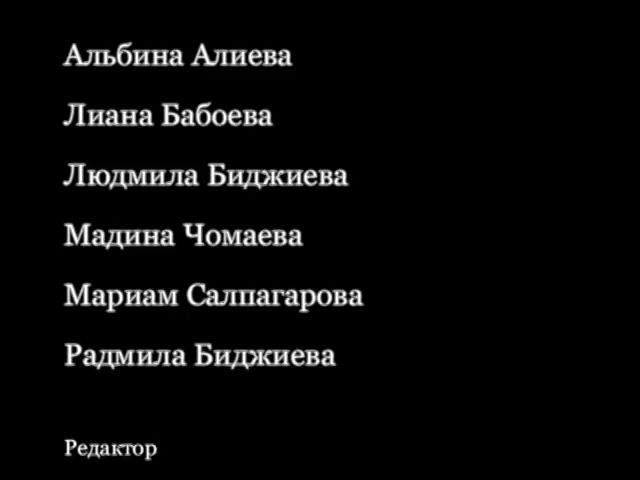 Альбина Алиева
Лиана Бабоева
Людмила Биджиева
Мадина Чомаева
Мариам Салпагарова
Радмила Биджиева
Редактор